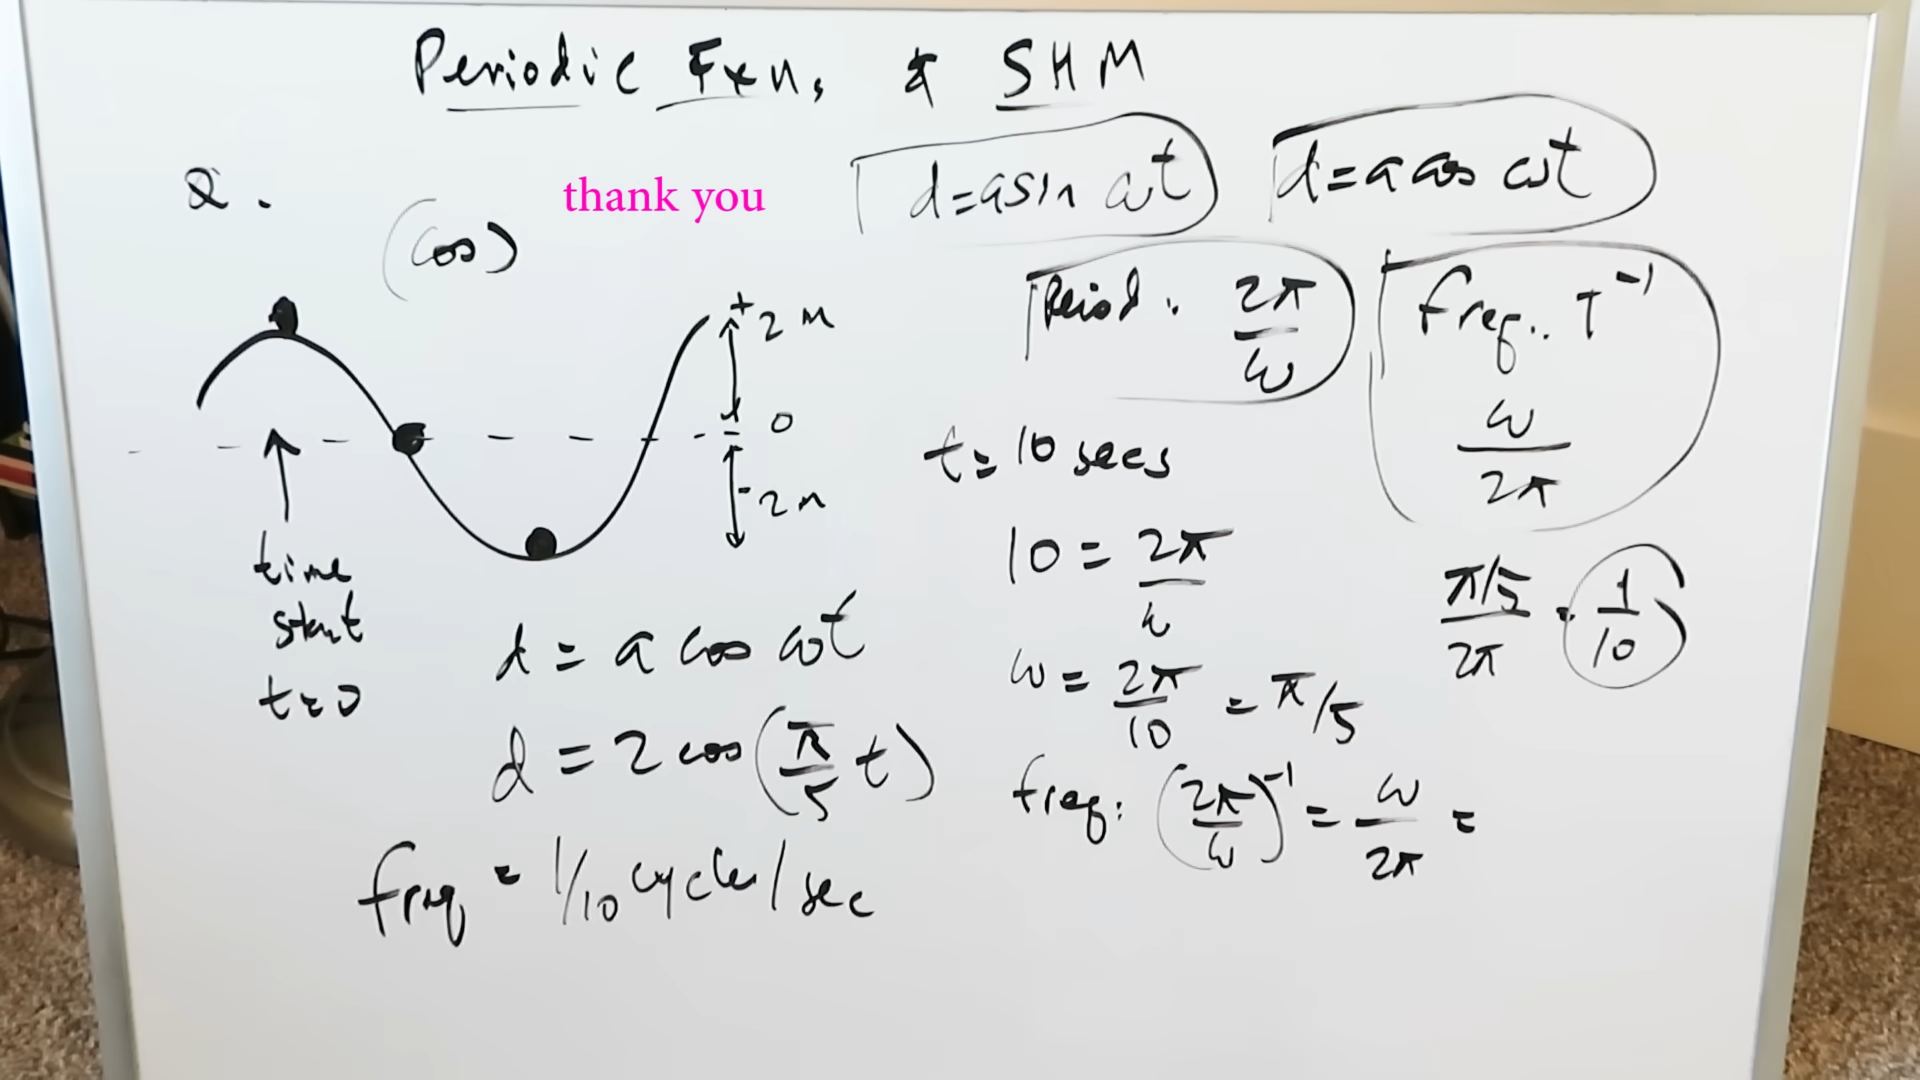 Periodic Fxn, & SHM
Q.
(cos)
thank you
d=asin ωt
d=a cos ωt
Period: 2π/ω
freq.: T⁻¹
ω/2π
+2m
0
-2m
time
start
t=0
t=10 secs
10 = 2π/ω
ω = 2π/10 = π/5
freq: (2π/ω)⁻¹ = ω/2π =
π/5/2π = 1/10
d = a cos ωt
d = 2 cos(π/5 t)
freq = 1/10 cycles/sec